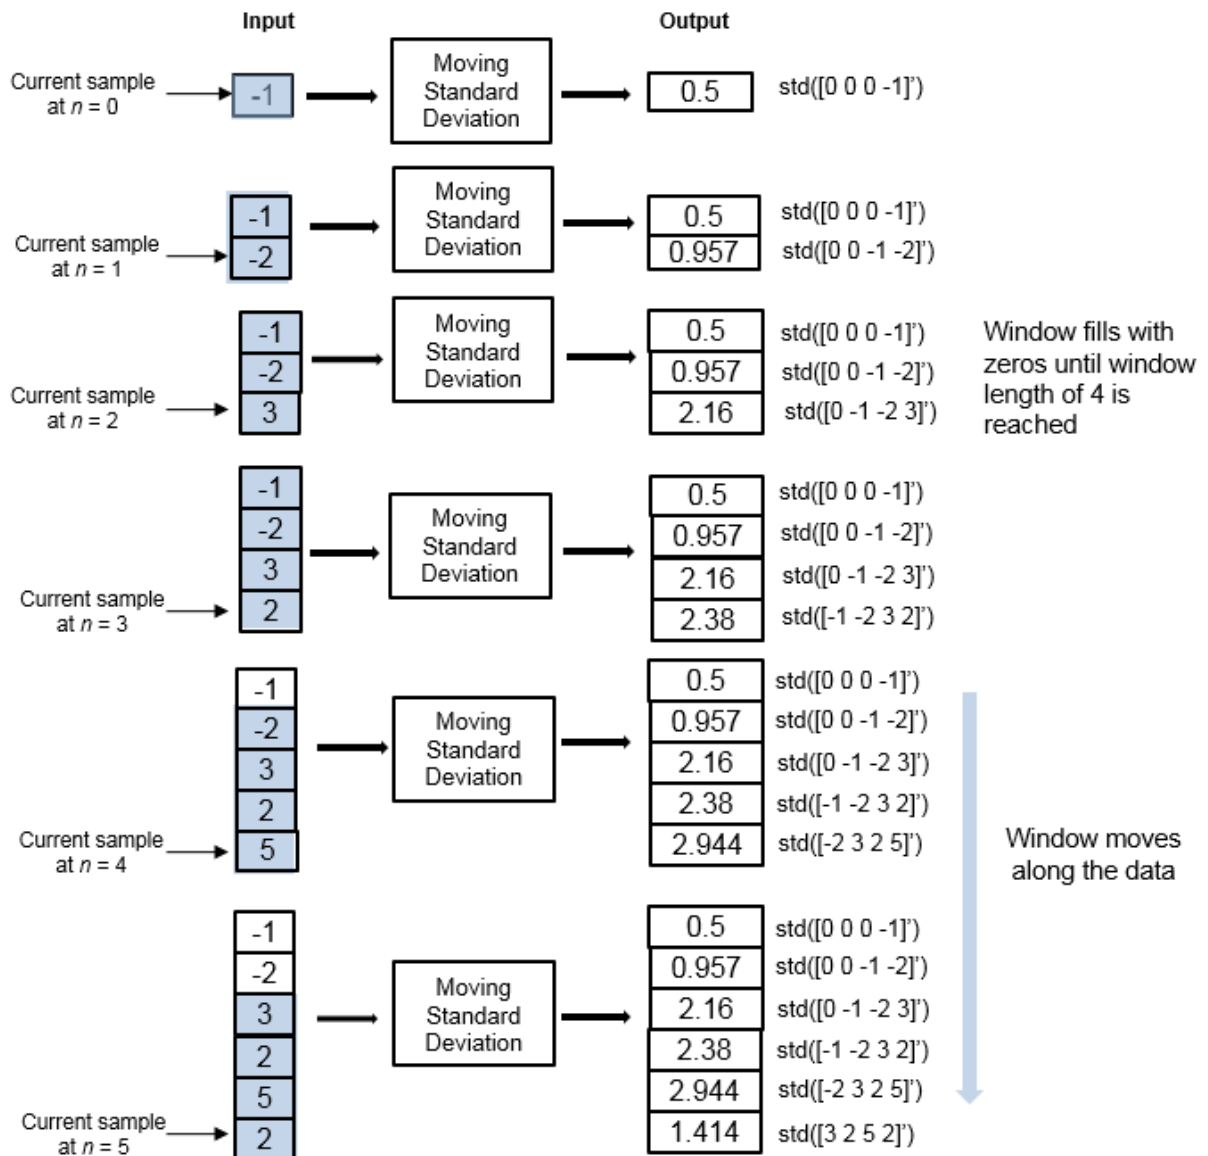 Input
Output
Current sample
at n = 0
-1
Moving
Standard
Deviation
0.5
std([0 0 0 -1]')
Current sample
at n = 1
-1
-2
Moving
Standard
Deviation
0.5
0.957
std([0 0 0 -1]')
std([0 0 -1 -2]')
Current sample
at n = 2
-1
-2
3
Moving
Standard
Deviation
0.5
0.957
2.16
std([0 0 0 -1]')
std([0 0 -1 -2]')
std([0 -1 -2 3]')
Window fills with
zeros until window
length of 4 is
reached
Current sample
at n = 3
-1
-2
3
2
Moving
Standard
Deviation
0.5
0.957
2.16
2.38
std([0 0 0 -1]')
std([0 0 -1 -2]')
std([0 -1 -2 3]')
std([-1 -2 3 2]')
Current sample
at n = 4
-1
-2
3
2
5
Moving
Standard
Deviation
0.5
0.957
2.16
2.38
2.944
std([0 0 0 -1]')
std([0 0 -1 -2]')
std([0 -1 -2 3]')
std([-1 -2 3 2]')
std([-2 3 2 5]')
Window moves
along the data
Current sample
at n = 5
-1
-2
3
2
5
2
Moving
Standard
Deviation
0.5
0.957
2.16
2.38
2.944
1.414
std([0 0 0 -1]')
std([0 0 -1 -2]')
std([0 -1 -2 3]')
std([-1 -2 3 2]')
std([-2 3 2 5]')
std([3 2 5 2]')